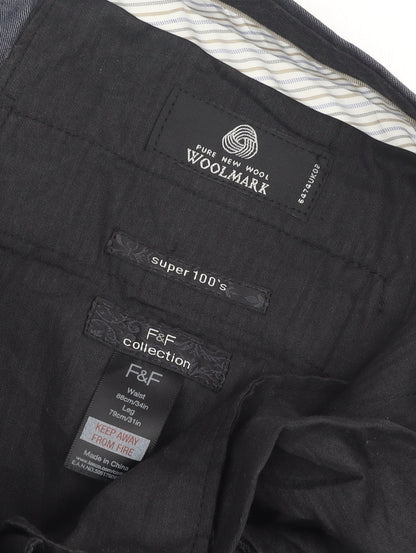 PURE NEW WOOL
WOOLMARK
6474UK02
super 100's
F&F
collection
F&F
Waist
88cm/34in
Leg
79cm/31in
KEEP AWAY
FROM FIRE
Made in China